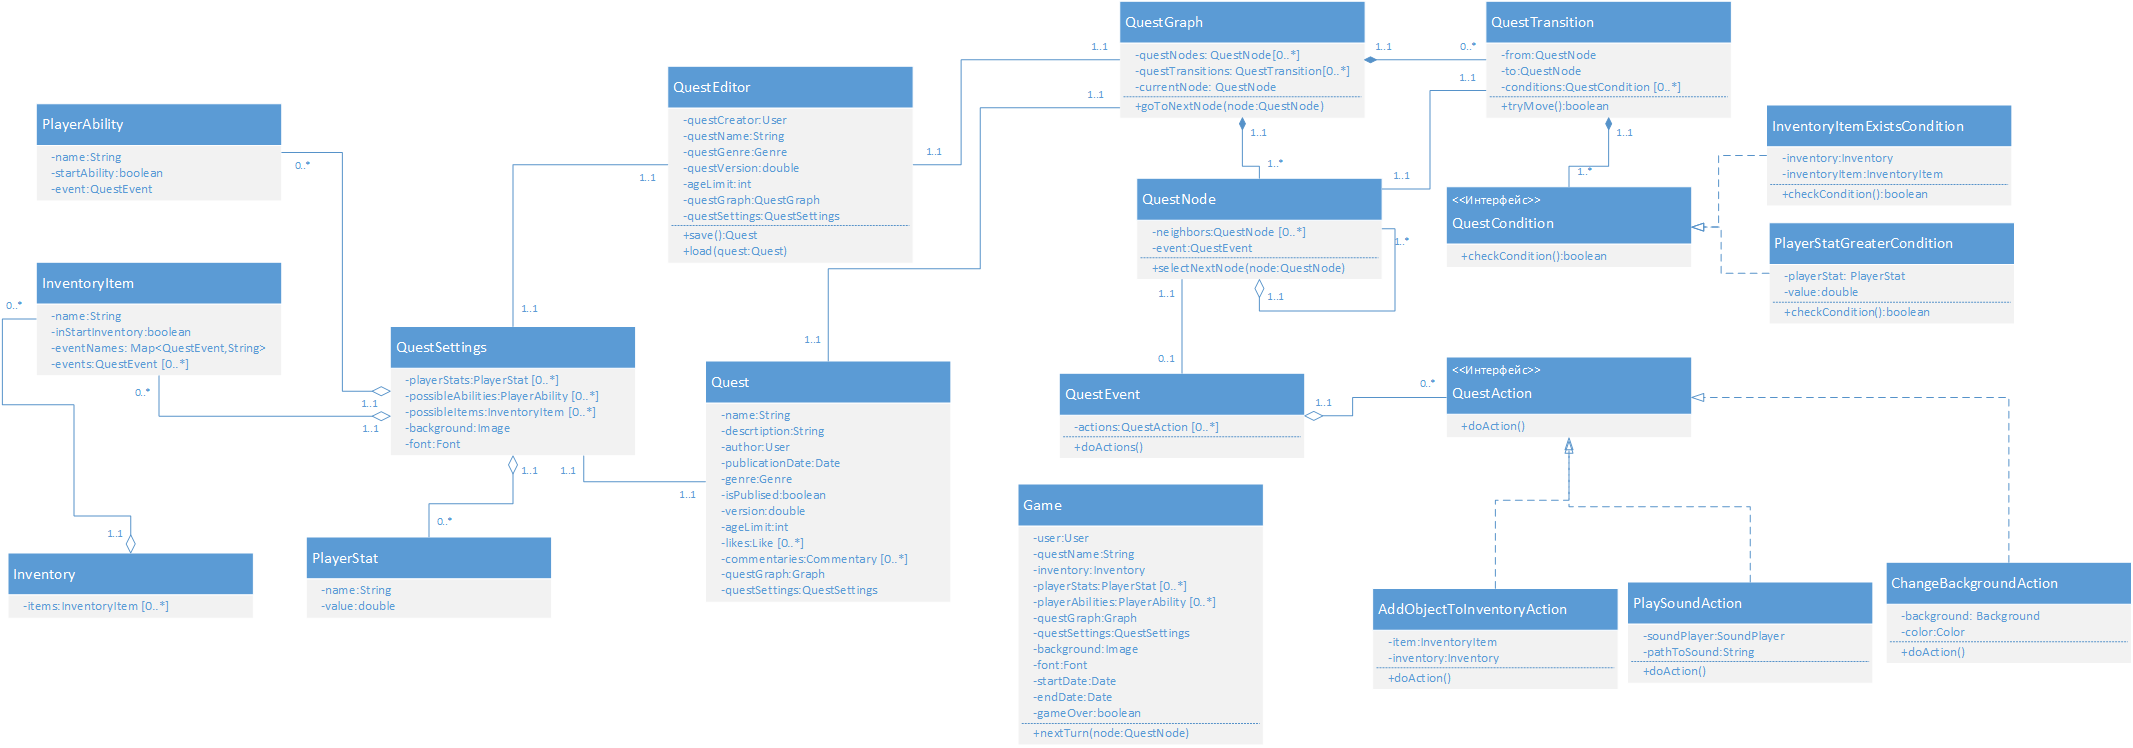 PlayerAbility
-name:String
-startAbility:boolean
-event:QuestEvent
0..*
InventoryItem
-name:String
-inStartInventory:boolean
-eventNames: Map<QuestEvent,String>
-events:QuestEvent [0..*]
0..*
0..*
Inventory
-items:InventoryItem [0..*]
1..1
QuestSettings
-playerStats:PlayerStat [0..*]
-possibleAbilities:PlayerAbility [0..*]
-possibleItems:InventoryItem [0..*]
-background:Image
-font:Font
1..1
1..1
1..1
1..1
1..1
PlayerStat
-name:String
-value:double
0..*
QuestEditor
-questCreator:User
-questName:String
-questGenre:Genre
-questVersion:double
-ageLimit:int
-questGraph:QuestGraph
-questSettings:QuestSettings
+save():Quest
+load(quest:Quest)
1..1
1..1
Quest
-name:String
-descrtiption:String
-author:User
-publicationDate:Date
-genre:Genre
-isPublised:boolean
-version:double
-ageLimit:int
-likes:Like [0..*]
-commentaries:Commentary [0..*]
-questGraph:Graph
-questSettings:QuestSettings
1..1
1..1
QuestGraph
-questNodes: QuestNode[0..*]
-questTransitions: QuestTransition[0..*]
-currentNode: QuestNode
+goToNextNode(node:QuestNode)
1..1
1..1
1..1
1..1
QuestTransition
-from:QuestNode
-to:QuestNode
-conditions:QuestCondition [0..*]
+tryMove():boolean
0..*
1..1
1..1
QuestNode
-neighbors:QuestNode [0..*]
-event:QuestEvent
+selectNextNode(node:QuestNode)
1..*
1..1
1..*
1..1
1..1
<<Интерфейс>>
QuestCondition
+checkCondition():boolean
1..*
InventoryItemExistsCondition
-inventory:Inventory
-inventoryItem:InventoryItem
+checkCondition():boolean
PlayerStatGreaterCondition
-playerStat: PlayerStat
-value:double
+checkCondition():boolean
QuestEvent
-actions:QuestAction [0..*]
+doActions()
0..1
1..1
<<Интерфейс>>
QuestAction
+doAction()
0..*
Game
-user:User
-questName:String
-inventory:Inventory
-playerStats:PlayerStat [0..*]
-playerAbilities:PlayerAbility [0..*]
-questGraph:Graph
-questSettings:QuestSettings
-background:Image
-font:Font
-startDate:Date
-endDate:Date
-gameOver:boolean
+nextTurn(node:QuestNode)
AddObjectToInventoryAction
-item:InventoryItem
-inventory:Inventory
+doAction()
PlaySoundAction
-soundPlayer:SoundPlayer
-pathToSound:String
+doAction()
ChangeBackgroundAction
-background: Background
-color:Color
+doAction()